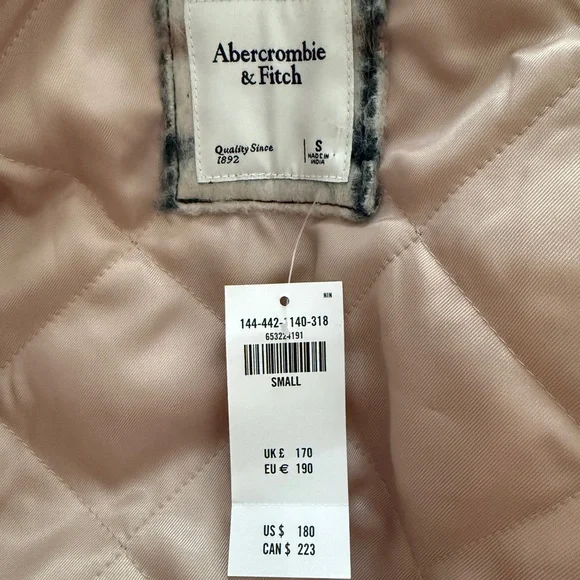 Abercrombie
& Fitch
Quality Since
1892
S
MADE IN
INDIA
NIN
144-442-1140-318
653224191
SMALL
UK £ 170
EU € 190
US $ 180
CAN $ 223